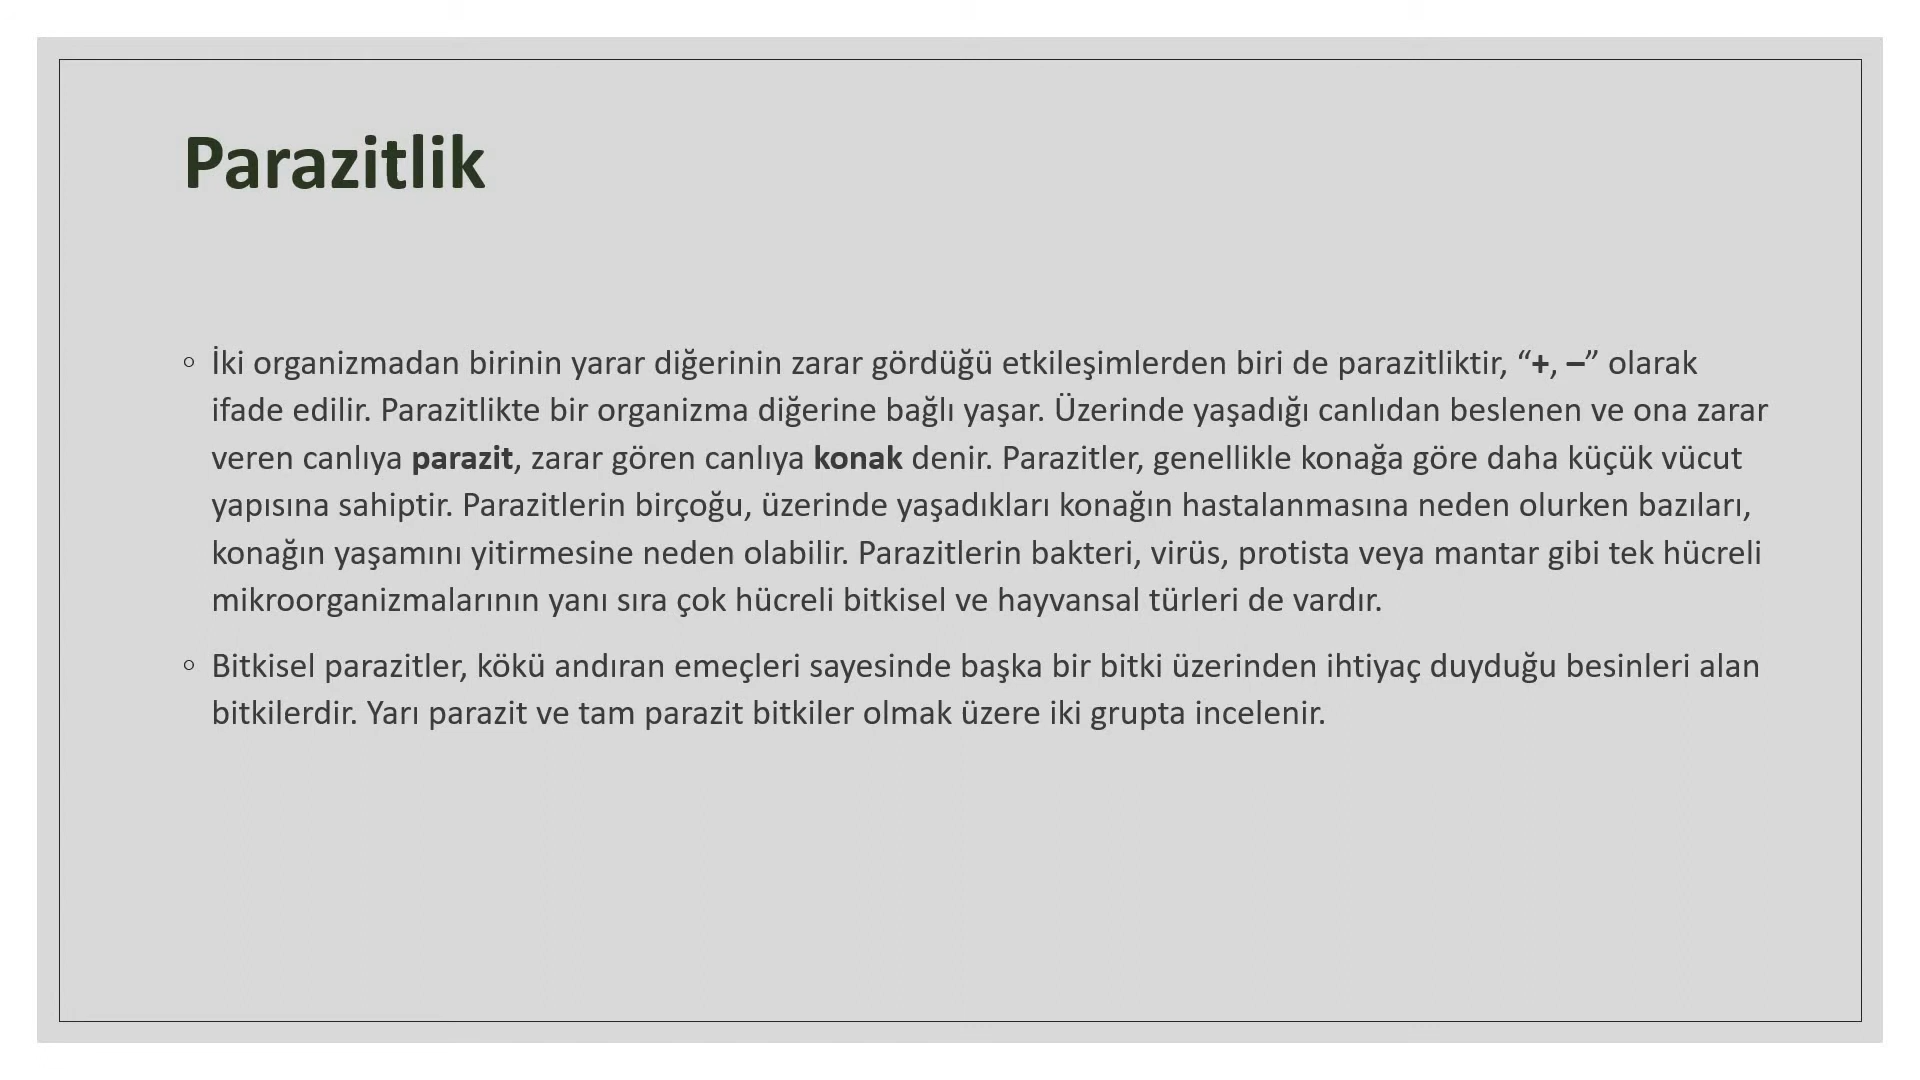 Parazitlik
◦ İki organizmadan birinin yarar diğerinin zarar gördüğü etkileşimlerden biri de parazitliktir, “+, –” olarak
ifade edilir. Parazitlikte bir organizma diğerine bağlı yaşar. Üzerinde yaşadığı canlıdan beslenen ve ona zarar
veren canlıya parazit, zarar gören canlıya konak denir. Parazitler, genellikle konağa göre daha küçük vücut
yapısına sahiptir. Parazitlerin birçoğu, üzerinde yaşadıkları konağın hastalanmasına neden olurken bazıları,
konağın yaşamını yitirmesine neden olabilir. Parazitlerin bakteri, virüs, protista veya mantar gibi tek hücreli
mikroorganizmalarının yanı sıra çok hücreli bitkisel ve hayvansal türleri de vardır.
◦ Bitkisel parazitler, kökü andıran emeçleri sayesinde başka bir bitki üzerinden ihtiyaç duyduğu besinleri alan
bitkilerdir. Yarı parazit ve tam parazit bitkiler olmak üzere iki grupta incelenir.